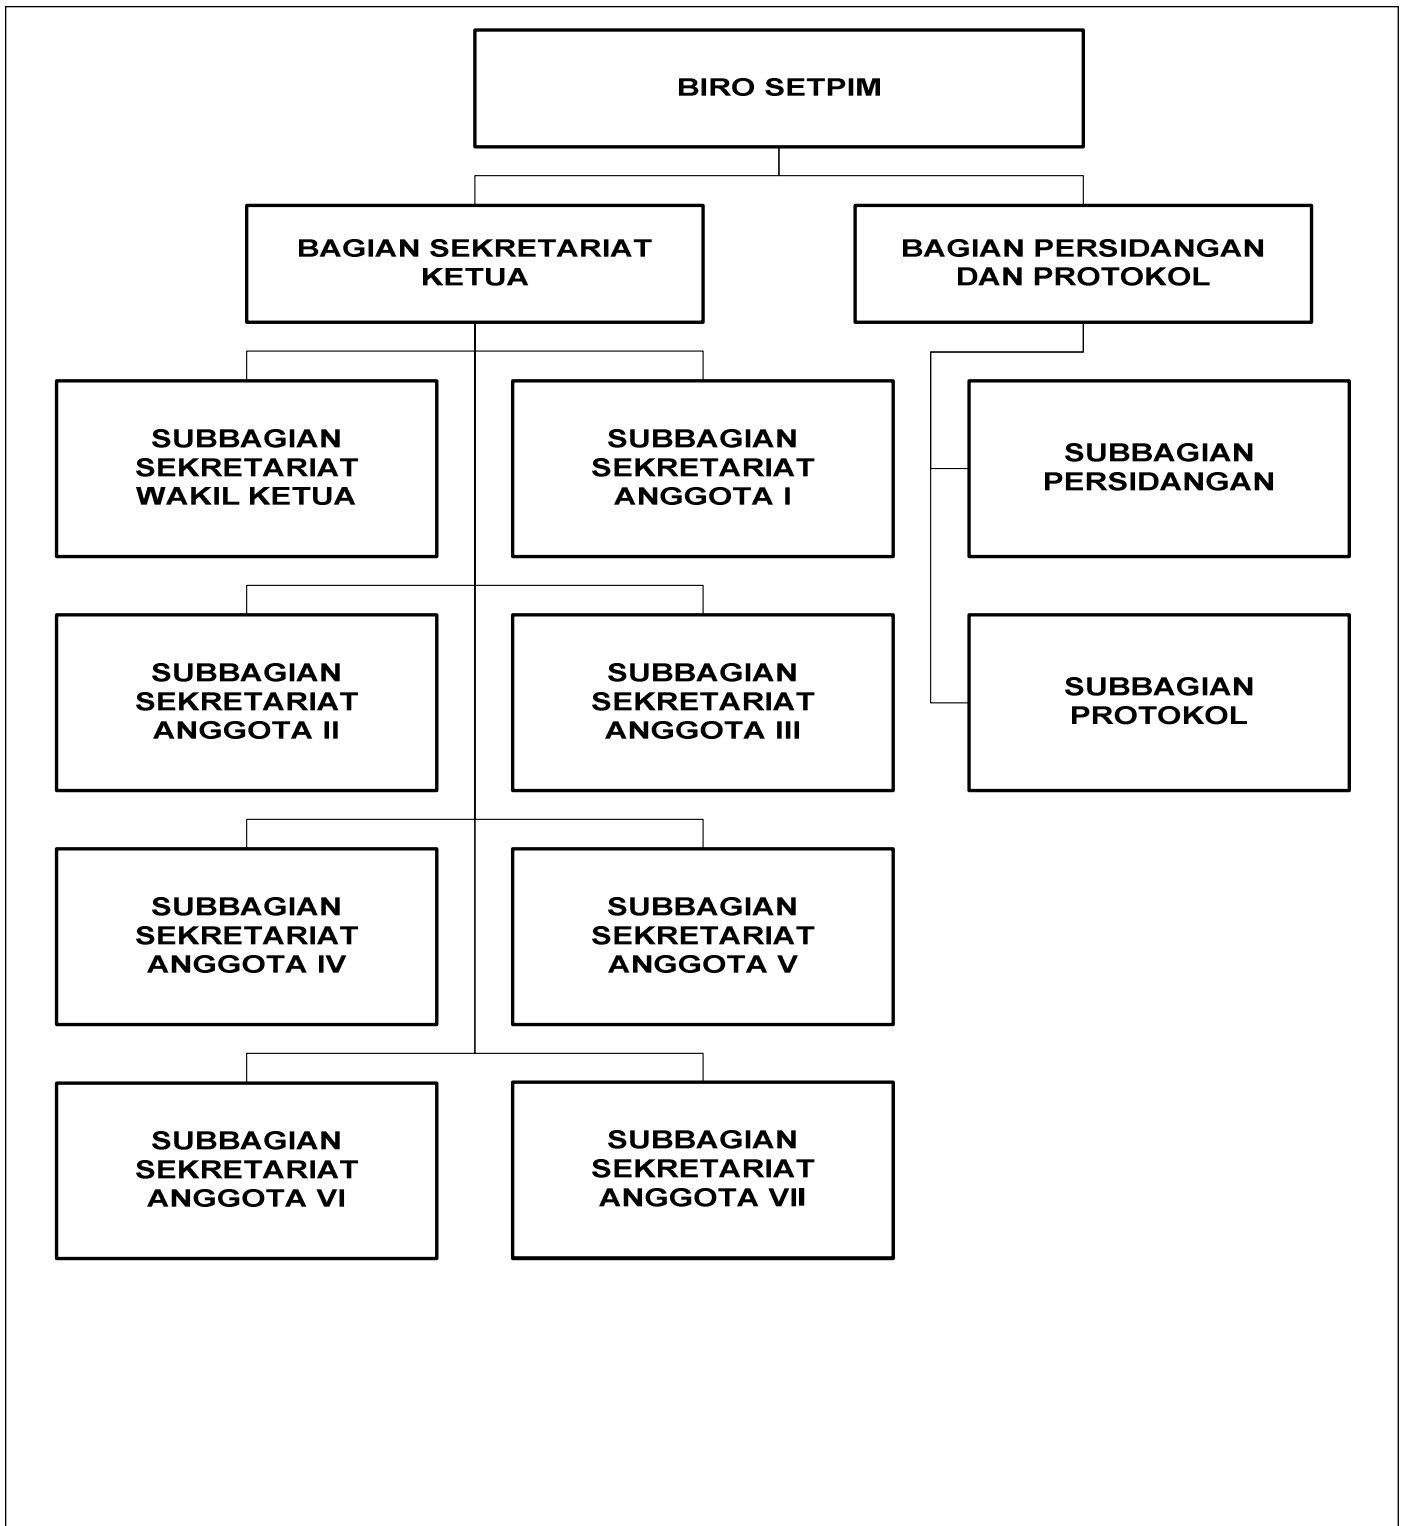 BIRO SETPIM
BAGIAN SEKRETARIAT
KETUA
BAGIAN PERSIDANGAN
DAN PROTOKOL
SUBBAGIAN
SEKRETARIAT
WAKIL KETUA
SUBBAGIAN
SEKRETARIAT
ANGGOTA I
SUBBAGIAN
PERSIDANGAN
SUBBAGIAN
SEKRETARIAT
ANGGOTA II
SUBBAGIAN
SEKRETARIAT
ANGGOTA III
SUBBAGIAN
PROTOKOL
SUBBAGIAN
SEKRETARIAT
ANGGOTA IV
SUBBAGIAN
SEKRETARIAT
ANGGOTA V
SUBBAGIAN
SEKRETARIAT
ANGGOTA VI
SUBBAGIAN
SEKRETARIAT
ANGGOTA VII